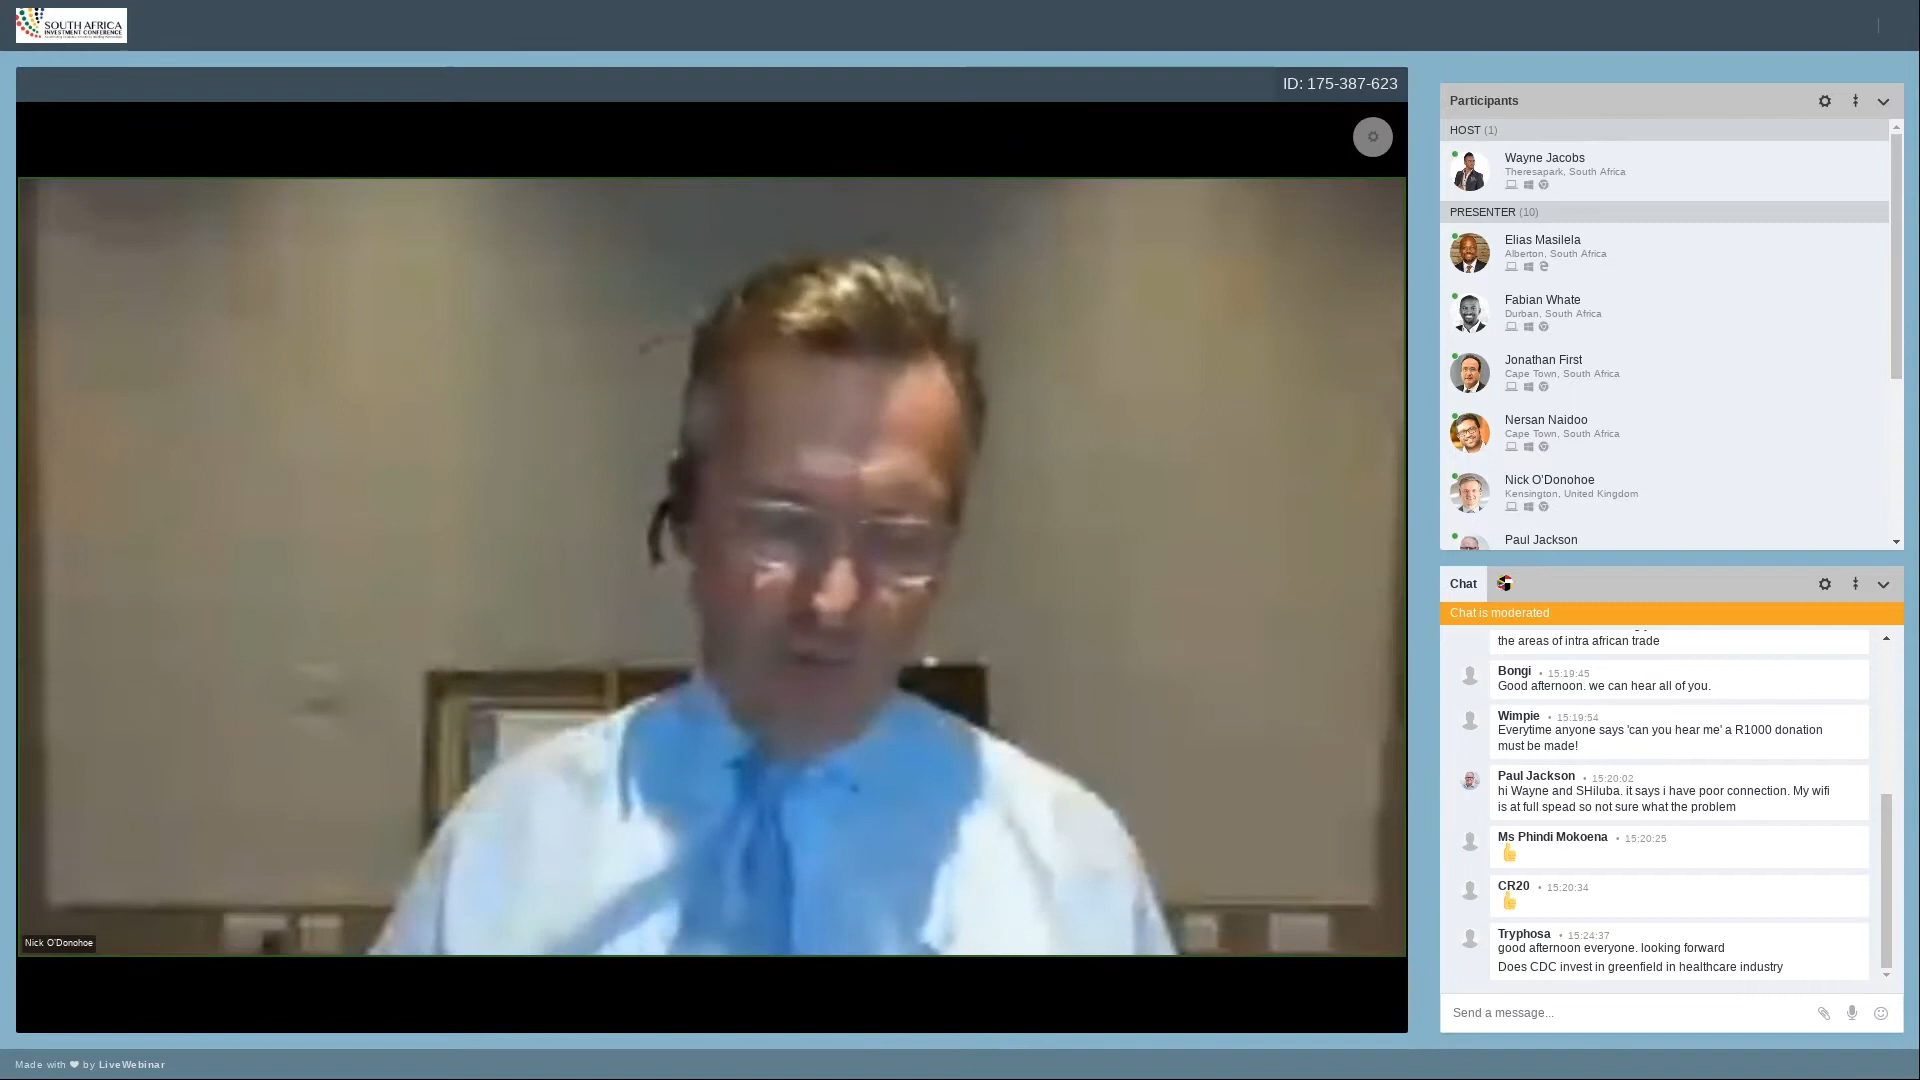 SOUTH AFRICA
INVESTMENT CONFERENCE
ID: 175-387-623
Nick O'Donohoe
Participants
HOST (1)
Wayne Jacobs
Theresapark, South Africa
PRESENTER (10)
Elias Masilela
Alberton, South Africa
Fabian Whate
Durban, South Africa
Jonathan First
Cape Town, South Africa
Nersan Naidoo
Cape Town, South Africa
Nick O'Donohoe
Kensington, United Kingdom
Paul Jackson
Chat
Chat is moderated
the areas of intra african trade
Bongi • 15:19:45
Good afternoon. we can hear all of you.
Wimpie • 15:19:54
Everytime anyone says 'can you hear me' a R1000 donation
must be made!
Paul Jackson • 15:20:02
hi Wayne and SHiluba. it says i have poor connection. My wifi
is at full spead so not sure what the problem
Ms Phindi Mokoena • 15:20:25
CR20 • 15:20:34
Tryphosa • 15:24:37
good afternoon everyone. looking forward
Does CDC invest in greenfield in healthcare industry
Send a message...
Made with ❤ by LiveWebinar